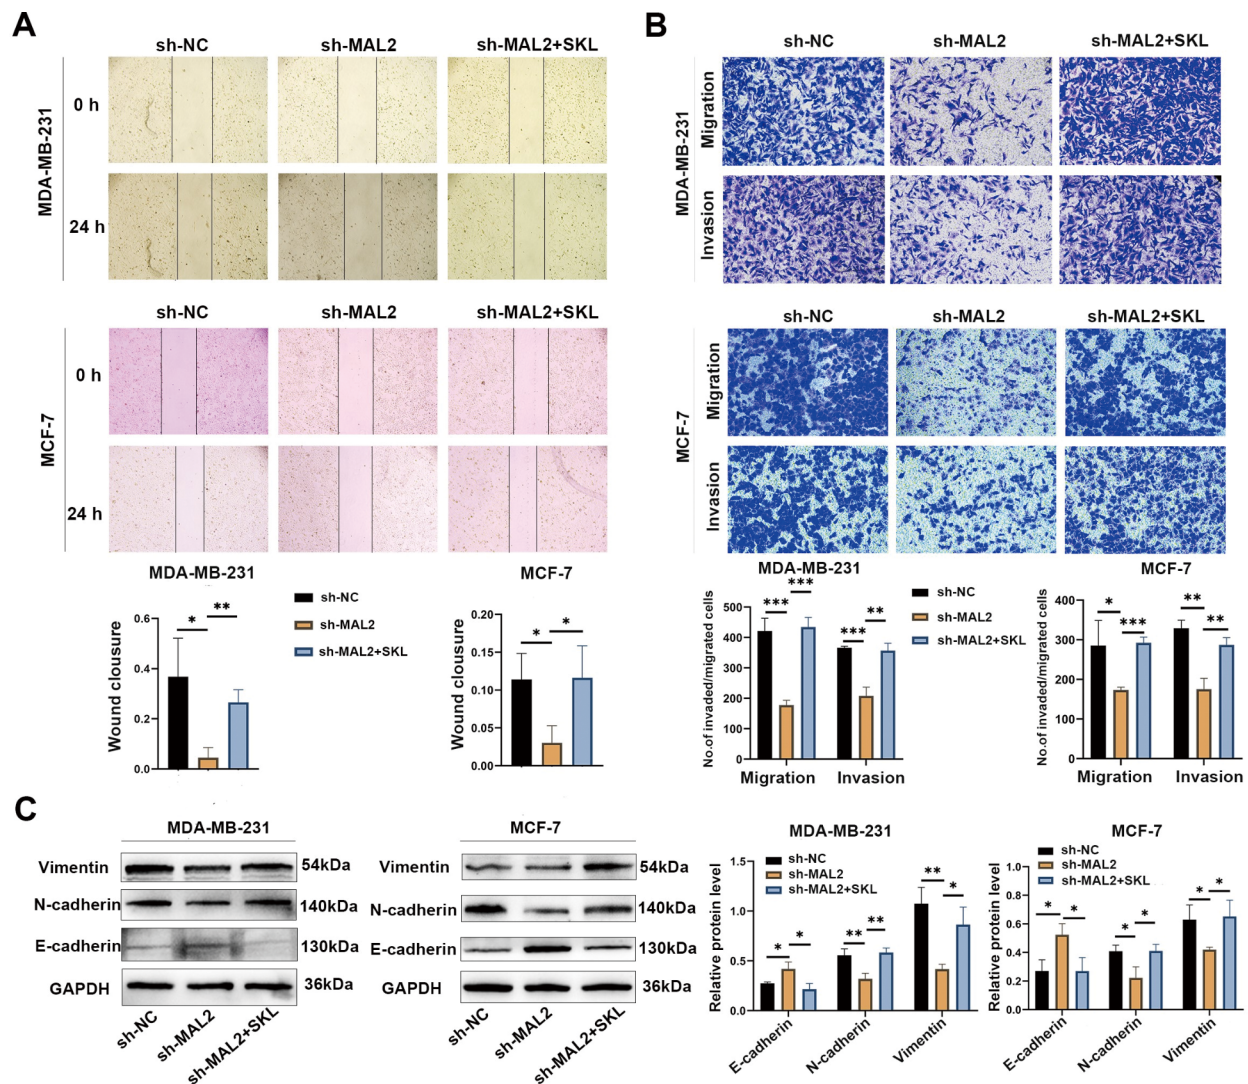 A
sh-NC sh-MAL2 sh-MAL2+SKL
MDA-MB-231
0 h
24 h
sh-NC sh-MAL2 sh-MAL2+SKL
MCF-7
0 h
24 h
MDA-MB-231
Wound clousure
0.6
0.4
0.2
0.0
* **
sh-NC
sh-MAL2
sh-MAL2+SKL
MCF-7
Wound clousure
0.20
0.15
0.10
0.05
0.00
* *
B
sh-NC sh-MAL2 sh-MAL2+SKL
MDA-MB-231
Migration
Invasion
sh-NC sh-MAL2 sh-MAL2+SKL
MCF-7
Migration
Invasion
MDA-MB-231
No.of invaded/migrated cells
500
400
300
200
100
0
*** *** *** **
Migration Invasion
sh-NC
sh-MAL2
sh-MAL2+SKL
MCF-7
No.of invaded/migrated cells
400
300
200
100
0
* *** ** **
Migration Invasion
C
MDA-MB-231
Vimentin 54kDa
N-cadherin 140kDa
E-cadherin 130kDa
GAPDH 36kDa
sh-NC sh-MAL2 sh-MAL2+SKL
MCF-7
Vimentin 54kDa
N-cadherin 140kDa
E-cadherin 130kDa
GAPDH 36kDa
sh-NC sh-MAL2 sh-MAL2+SKL
MDA-MB-231
Relative protein level
1.5
1.0
0.5
0.0
sh-NC
sh-MAL2
sh-MAL2+SKL
* * ** ** ** *
E-cadherin N-cadherin Vimentin
MCF-7
Relative protein level
1.0
0.8
0.6
0.4
0.2
0.0
sh-NC
sh-MAL2
sh-MAL2+SKL
* * * * * *
E-cadherin N-cadherin Vimentin